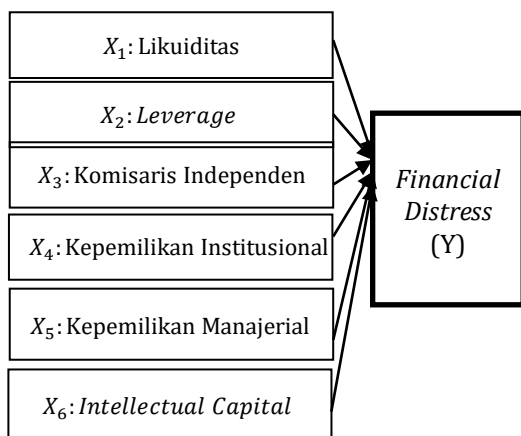 X₁: Likuiditas
X₂: Leverage
X₃: Komisaris Independen
X₄: Kepemilikan Institusional
X₅: Kepemilikan Manajerial
X₆: Intellectual Capital
Financial
Distress
(Y)